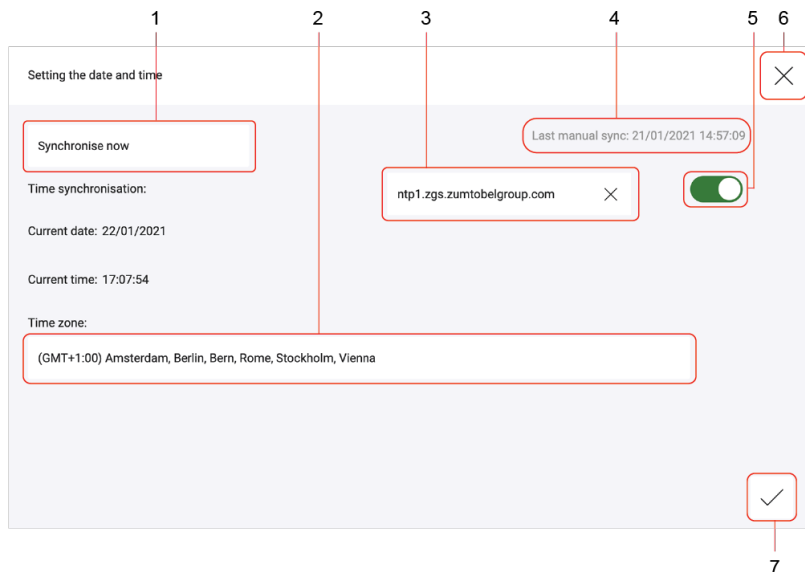 1 2 3 4 5 6
Setting the date and time
Synchronise now
Last manual sync: 21/01/2021 14:57:09
Time synchronisation:
ntp1.zgs.zumtobelgroup.com
Current date: 22/01/2021
Current time: 17:07:54
Time zone:
(GMT+1:00) Amsterdam, Berlin, Bern, Rome, Stockholm, Vienna
7